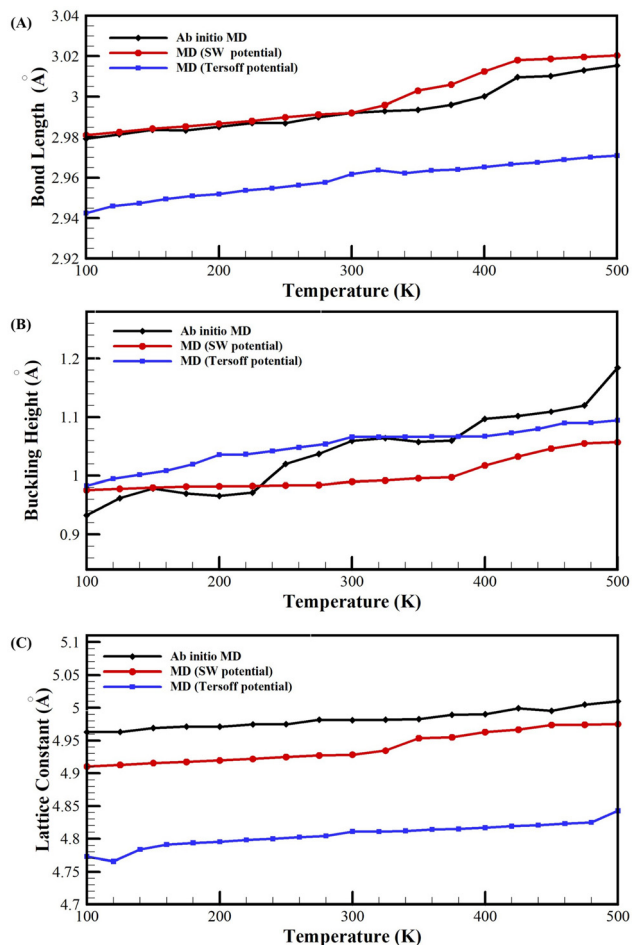 (A)
Ab initio MD
MD (SW potential)
MD (Tersoff potential)
Bond Length (Å)
3.04
3.02
3
2.98
2.96
2.94
2.92
100 200 300 400 500
Temperature (K)
(B)
Ab initio MD
MD (SW potential)
MD (Tersoff potential)
Buckling Height (Å)
1.2
1.1
1
0.9
100 200 300 400 500
Temperature (K)
(C)
Ab initio MD
MD (SW potential)
MD (Tersoff potential)
Lattice Constant (Å)
5.1
5.05
5
4.95
4.9
4.85
4.8
4.75
4.7
100 200 300 400 500
Temperature (K)